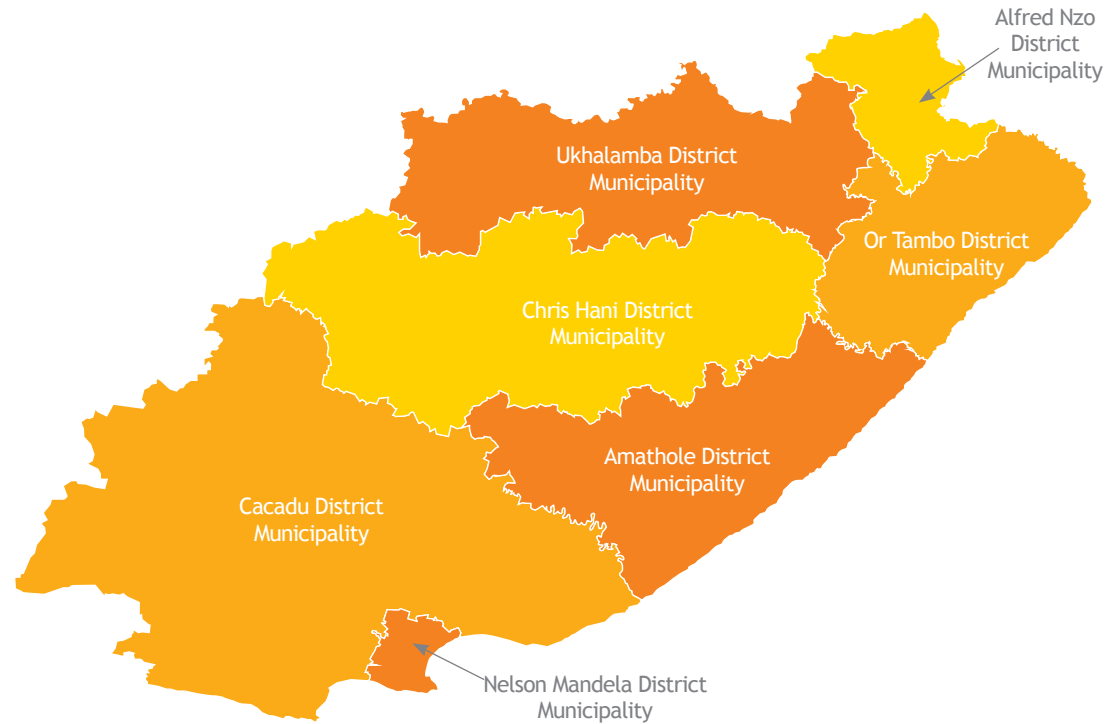 Alfred Nzo
District
Municipality
Ukhalamba District
Municipality
Or Tambo District
Municipality
Chris Hani District
Municipality
Amathole District
Municipality
Cacadu District
Municipality
Nelson Mandela District
Municipality